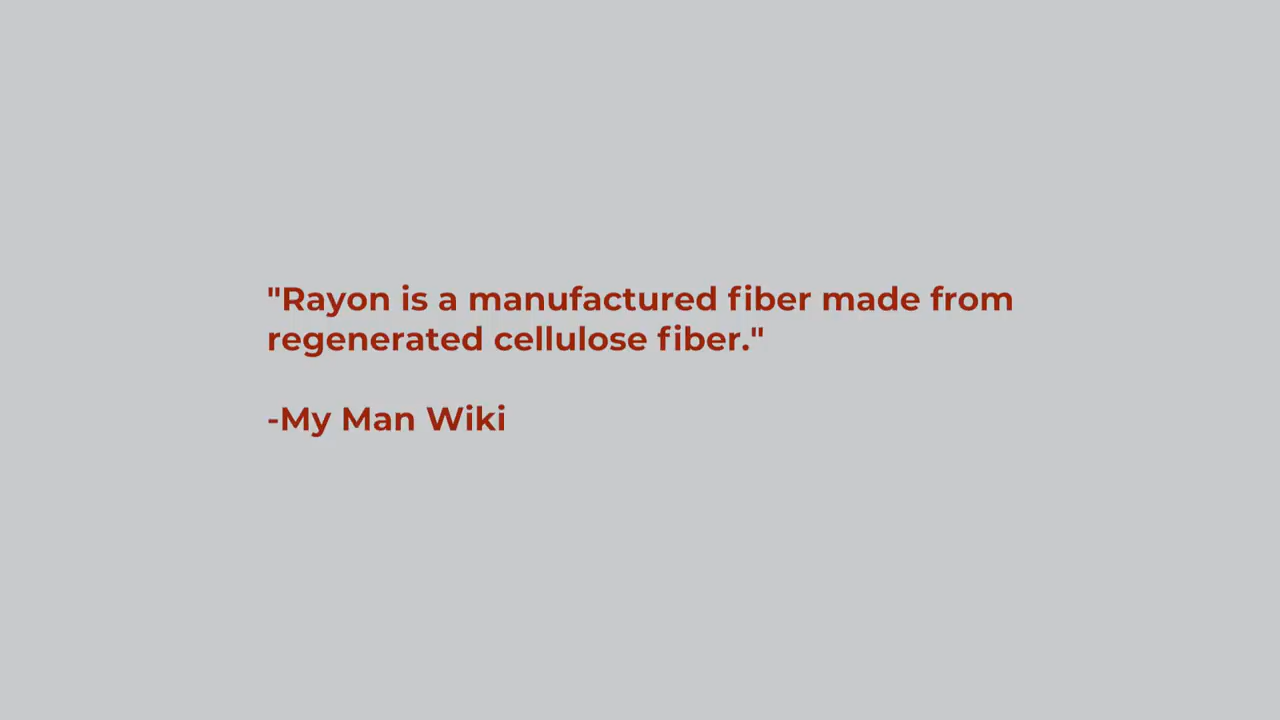 "Rayon is a manufactured fiber made from
regenerated cellulose fiber."
-My Man Wiki